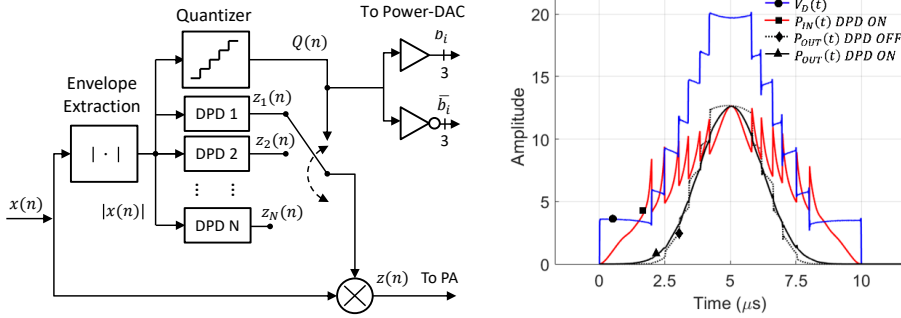 Quantizer
To Power-DAC
Q(n)
b_i
3
Envelope
Extraction
z_1(n)
DPD 1
b̅_i
3
| · |
z_2(n)
DPD 2
⋮ ⋮
x(n)
|x(n)|
z_N(n)
DPD N
z(n)
To PA
V_D(t)
P_IN(t) DPD ON
P_OUT(t) DPD OFF
P_OUT(t) DPD ON
Amplitude
20
15
10
5
0
0
2.5
5
7.5
10
Time (μs)